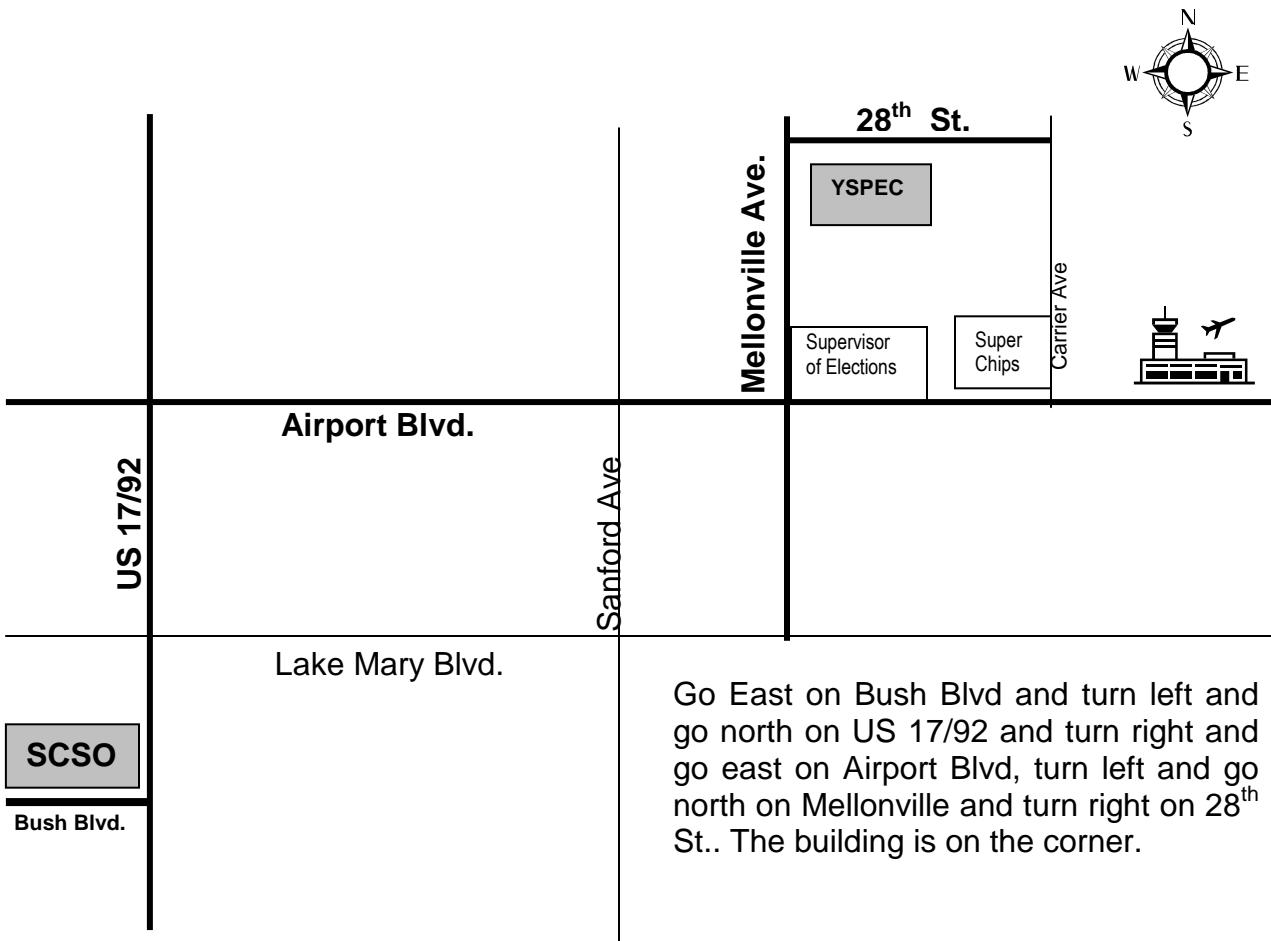 N
W E
S
28th St.
Mellonville Ave.
YSPEC
Carrier Ave
Supervisor
of Elections
Super
Chips
Airport Blvd.
US 17/92
Sanford Ave
Lake Mary Blvd.
SCSO
Bush Blvd.
Go East on Bush Blvd and turn left and
go north on US 17/92 and turn right and
go east on Airport Blvd, turn left and go
north on Mellonville and turn right on 28th
St.. The building is on the corner.